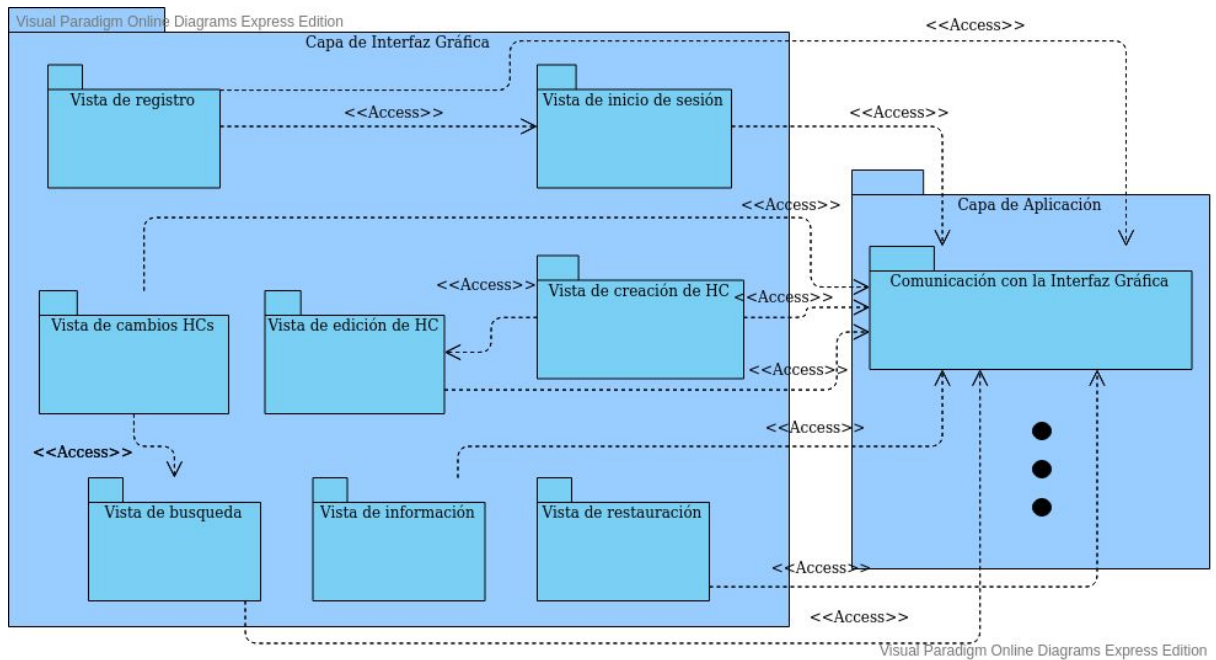 Visual Paradigm Online Diagrams Express Edition
<<Access>>
Capa de Interfaz Gráfica
Vista de registro
<<Access>>
Vista de inicio de sesión
<<Access>>
<<Access>>
Capa de Aplicación
<<Access>>
Vista de creación de HC
<<Access>>
Comunicación con la Interfaz Gráfica
Vista de cambios HCs
Vista de edición de HC
<<Access>>
<<Access>>
<<Access>>
Vista de busqueda
Vista de información
Vista de restauración
<<Access>>
<<Access>>
Visual Paradigm Online Diagrams Express Edition